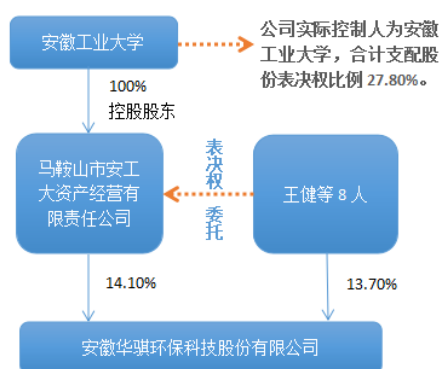 安徽工业大学
公司实际控制人为安徽
工业大学，合计支配股
份表决权比例 27.80%。
100%
控股股东
马鞍山市安工
大资产经营有
限责任公司
表决权 委托
王健等 8 人
14.10%
13.70%
安徽华骐环保科技股份有限公司